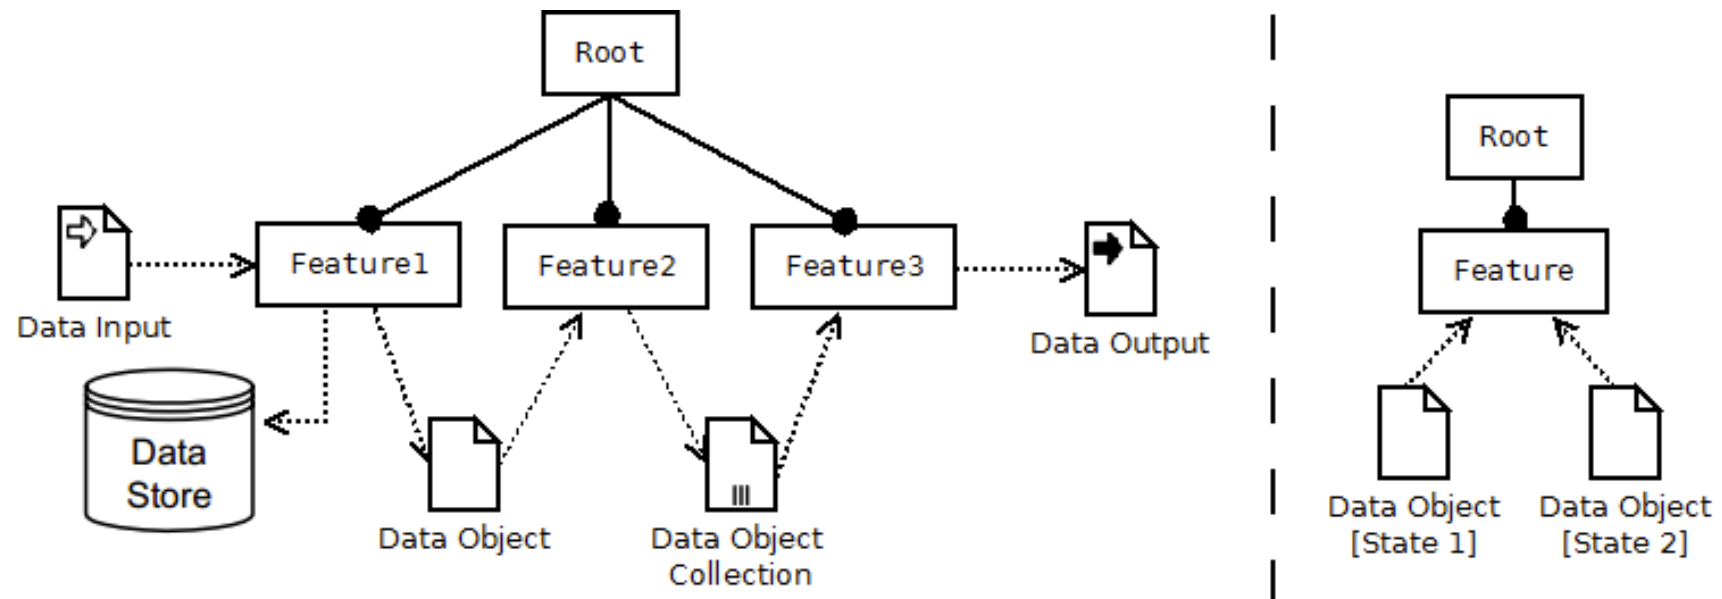 Root
Feature1
Feature2
Feature3
Data Input
Data Output
Data
Store
Data Object
Data Object
Collection
Root
Feature
Data Object
[State 1]
Data Object
[State 2]